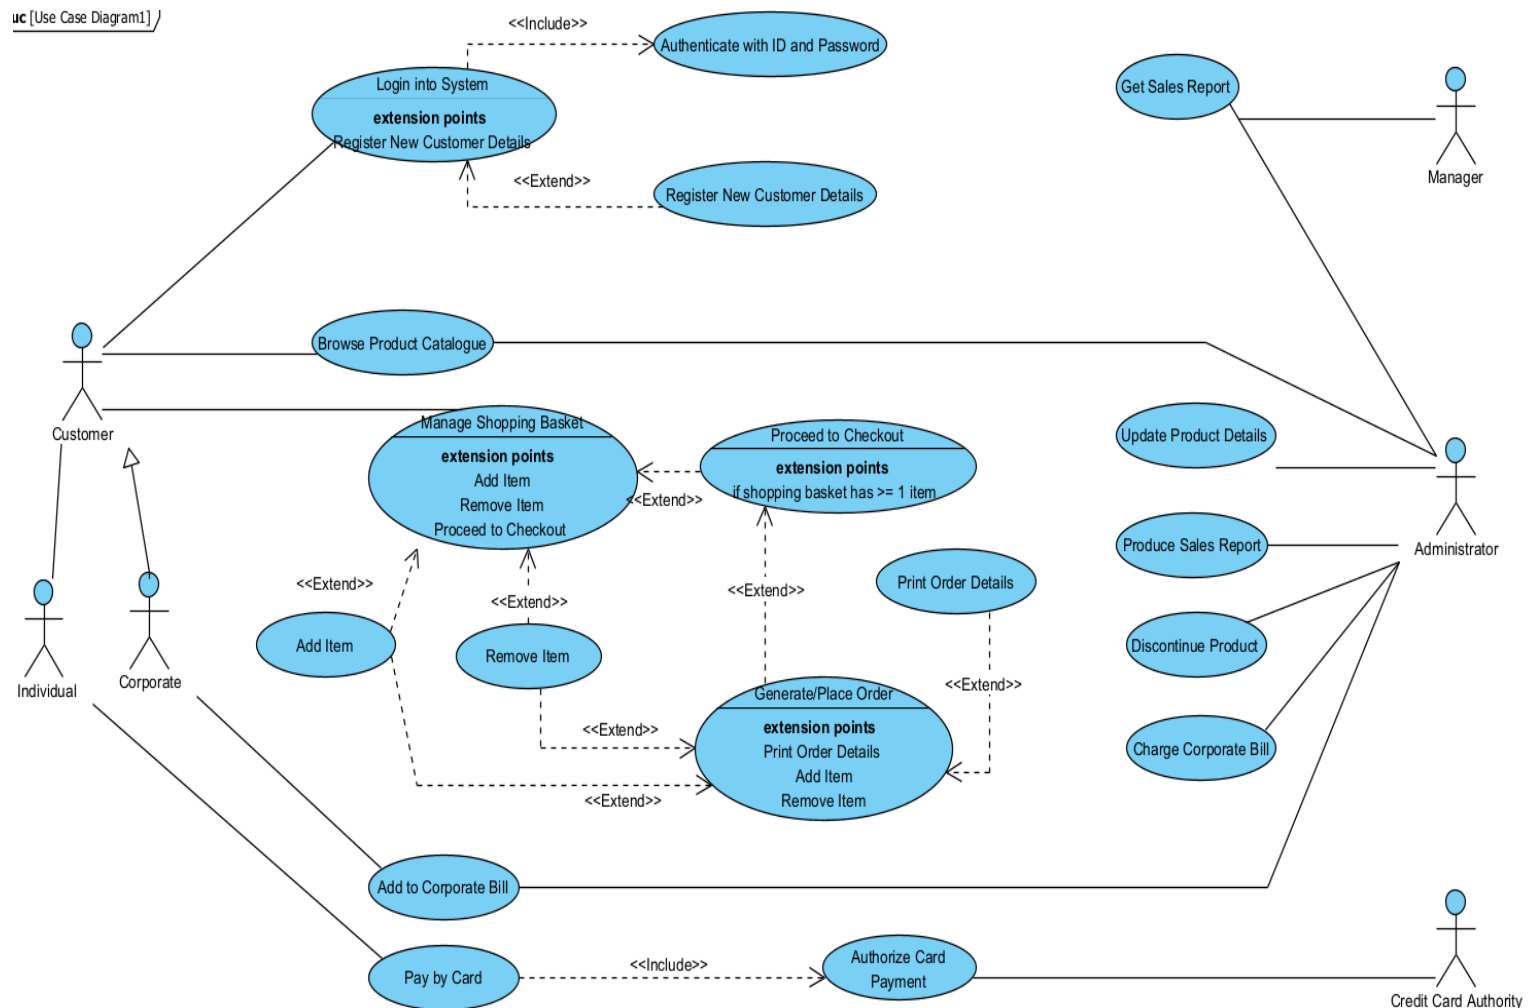 uc [Use Case Diagram1]
<<Include>>
Authenticate with ID and Password
Login into System
extension points
Register New Customer Details
<<Extend>>
Register New Customer Details
Get Sales Report
Manager
Customer
Browse Product Catalogue
Manage Shopping Basket
extension points
Add Item
Remove Item
Proceed to Checkout
Proceed to Checkout
extension points
if shopping basket has >= 1 item
<<Extend>>
Update Product Details
Administrator
Produce Sales Report
Discontinue Product
Charge Corporate Bill
Individual
Corporate
<<Extend>>
Add Item
<<Extend>>
Remove Item
<<Extend>>
Print Order Details
<<Extend>>
Generate/Place Order
extension points
Print Order Details
Add Item
Remove Item
<<Extend>>
<<Extend>>
Add to Corporate Bill
Pay by Card
<<Include>>
Authorize Card
Payment
Credit Card Authority